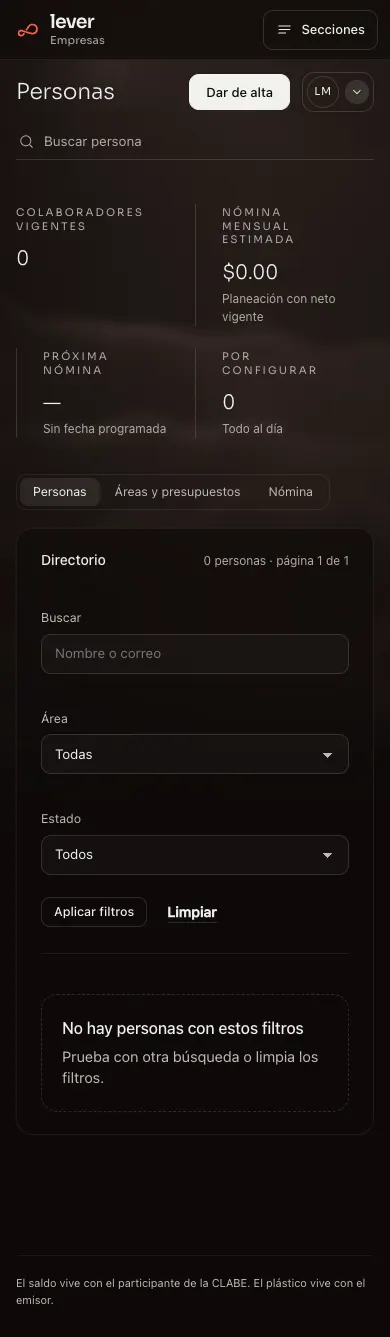 lever
Empresas
Secciones
Personas
Dar de alta
LM
Buscar persona
COLABORADORES
VIGENTES
0
NÓMINA
MENSUAL
ESTIMADA
$0.00
Planeación con neto
vigente
PRÓXIMA
NÓMINA
—
Sin fecha programada
POR
CONFIGURAR
0
Todo al día
Personas
Áreas y presupuestos
Nómina
Directorio
0 personas · página 1 de 1
Buscar
Nombre o correo
Área
Todas
Estado
Todos
Aplicar filtros
Limpiar
No hay personas con estos filtros
Prueba con otra búsqueda o limpia los
filtros.
El saldo vive con el participante de la CLABE. El plástico vive con el
emisor.